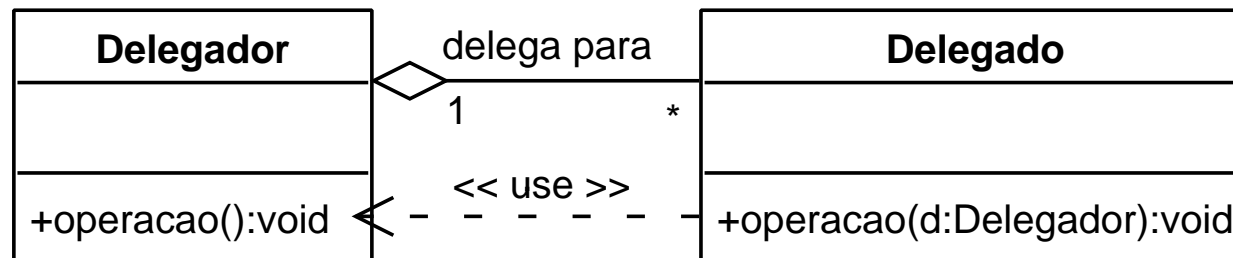 Delegador
delega para
Delegado
1
*
<< use >>
+operacao():void
+operacao(d:Delegador):void